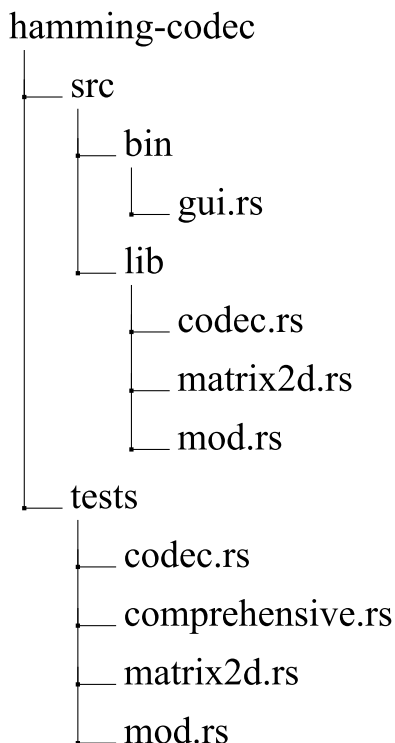 hamming-codec
src
bin
gui.rs
lib
codec.rs
matrix2d.rs
mod.rs
tests
codec.rs
comprehensive.rs
matrix2d.rs
mod.rs